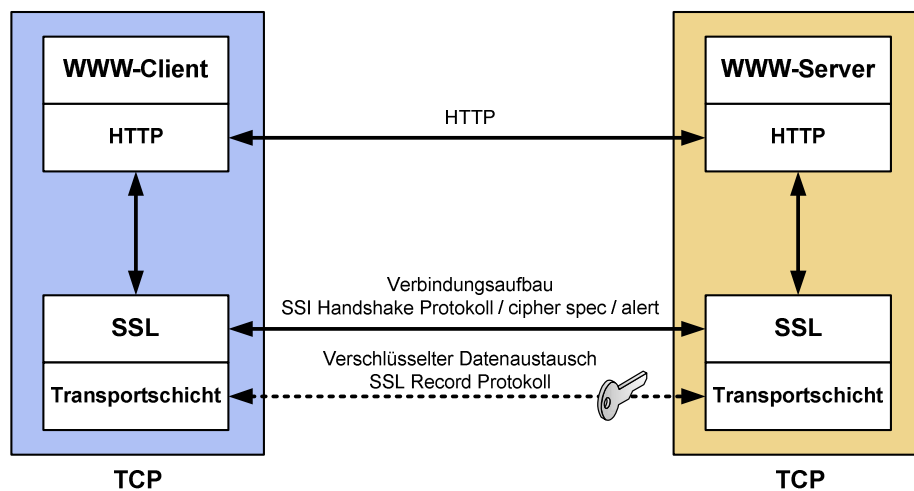 WWW-Client
HTTP
HTTP
WWW-Server
HTTP
Verbindungsaufbau
SSI Handshake Protokoll / cipher spec / alert
SSL
Transportschicht
Verschlüsselter Datenaustausch
SSL Record Protokoll
SSL
Transportschicht
TCP
TCP